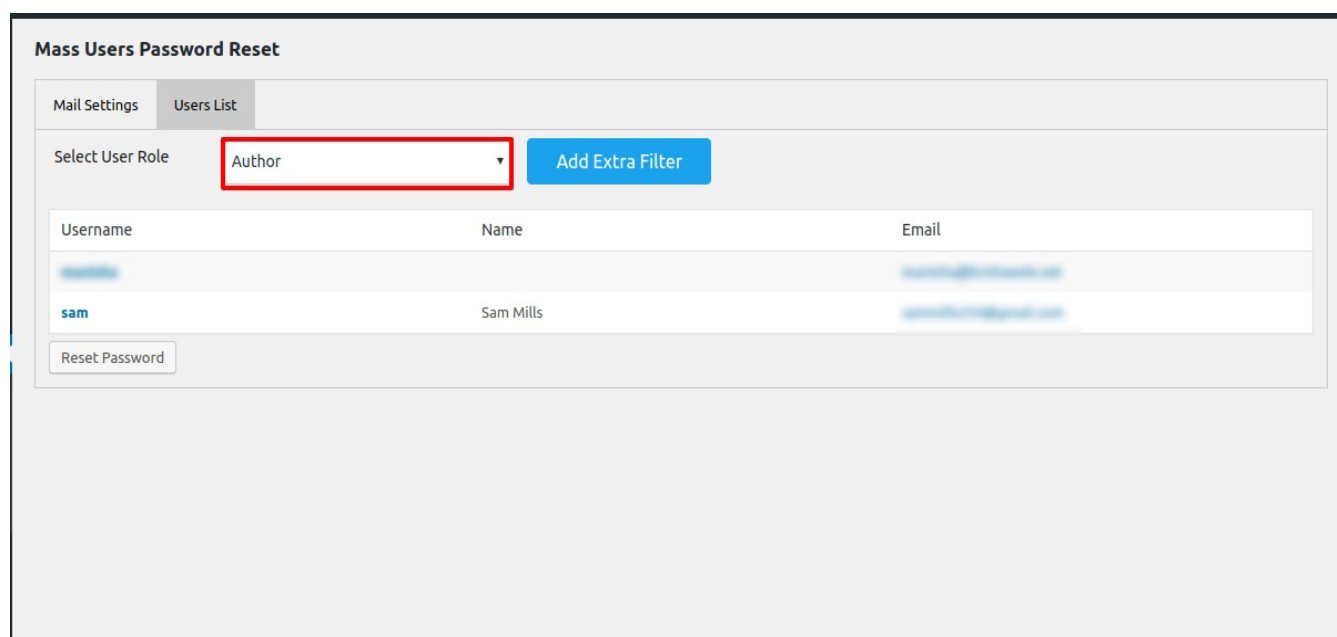 Mass Users Password Reset
Mail Settings Users List
Select User Role Author Add Extra Filter
Username Name Email
sam Sam Mills
Reset Password